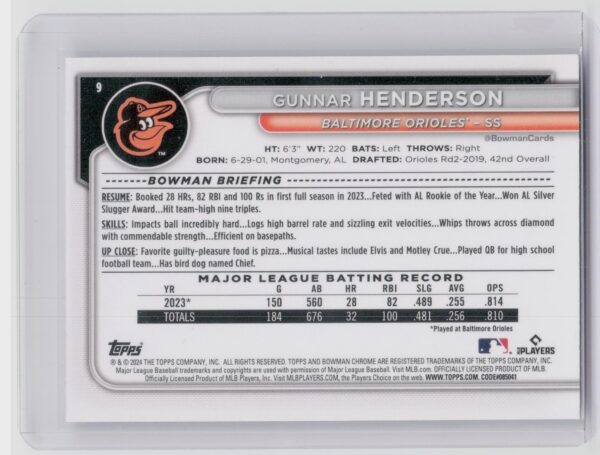 9
GUNNAR HENDERSON
BALTIMORE ORIOLES® – SS
@BowmanCards
HT: 6'3" WT: 220 BATS: Left THROWS: Right
BORN: 6-29-01, Montgomery, AL DRAFTED: Orioles Rd2-2019, 42nd Overall
BOWMAN BRIEFING
RESUME: Booked 28 HRs, 82 RBI and 100 Rs in first full season in 2023...Feted with AL Rookie of the Year...Won AL Silver
Slugger Award...Hit team-high nine triples.
SKILLS: Impacts ball incredibly hard...Logs high barrel rate and sizzling exit velocities...Whips throws across diamond
with commendable strength...Efficient on basepaths.
UP CLOSE: Favorite guilty-pleasure food is pizza...Musical tastes include Elvis and Motley Crue...Played QB for high school
football team...Has bird dog named Chief.
MAJOR LEAGUE BATTING RECORD
YR G AB HR RBI SLG AVG OPS
2023* 150 560 28 82 .489 .255 .814
TOTALS 184 676 32 100 .481 .256 .810
*Played at Baltimore Orioles
TM
Topps
PLAYERS
® & © 2024 THE TOPPS COMPANY, INC. ALL RIGHTS RESERVED. TOPPS AND BOWMAN CHROME ARE REGISTERED TRADEMARKS OF THE TOPPS COMPANY, INC.
Major League Baseball trademarks and copyrights are used with permission of Major League Baseball. Visit MLB.com. OFFICIALLY LICENSED PRODUCT OF MLB
Officially Licensed Product of MLB Players, Inc. Visit MLBPLAYERS.com, the Players Choice on the web. WWW.TOPPS.COM. CODE#085041